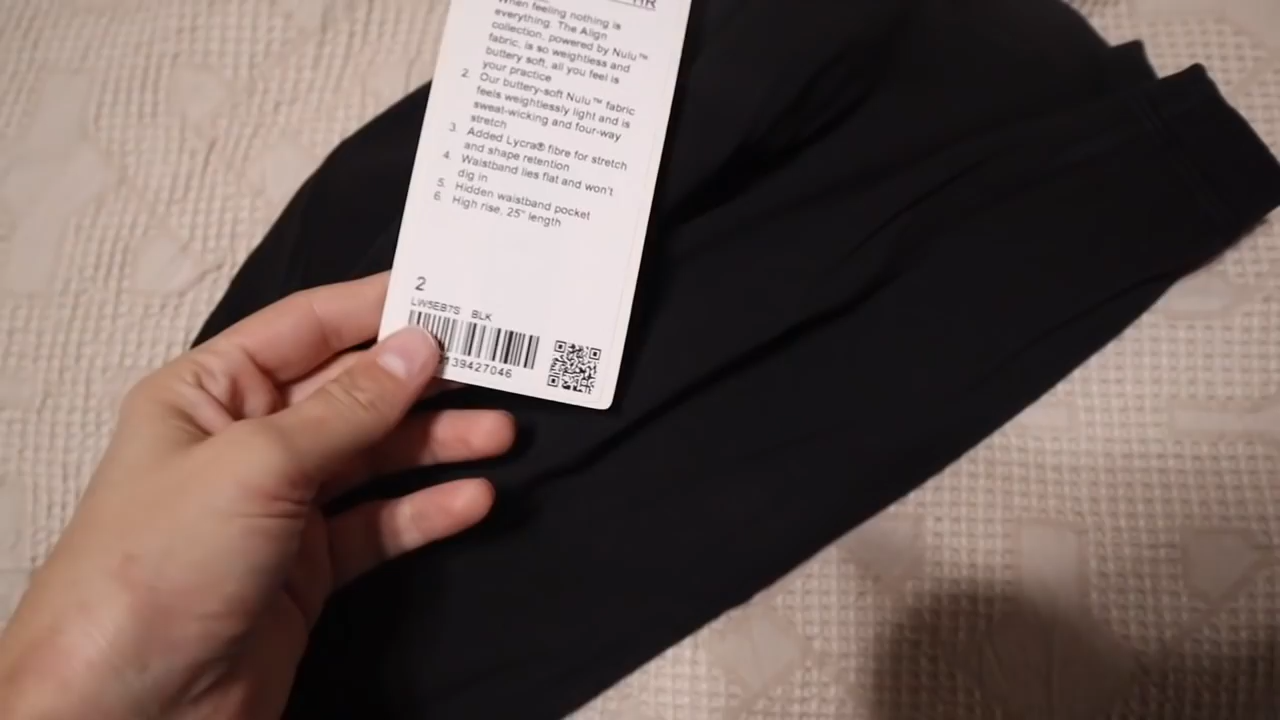 HR
When feeling nothing is
everything. The Align
collection, powered by Nulu™
fabric, is so weightless and
buttery soft, all you feel is
your practice
2. Our buttery-soft Nulu™ fabric
feels weightlessly light and is
sweat-wicking and four-way
stretch
3. Added Lycra® fibre for stretch
and shape retention
4. Waistband lies flat and won't
dig in
5. Hidden waistband pocket
6. High rise, 25" length
2
LW5EB7S BLK
139427046